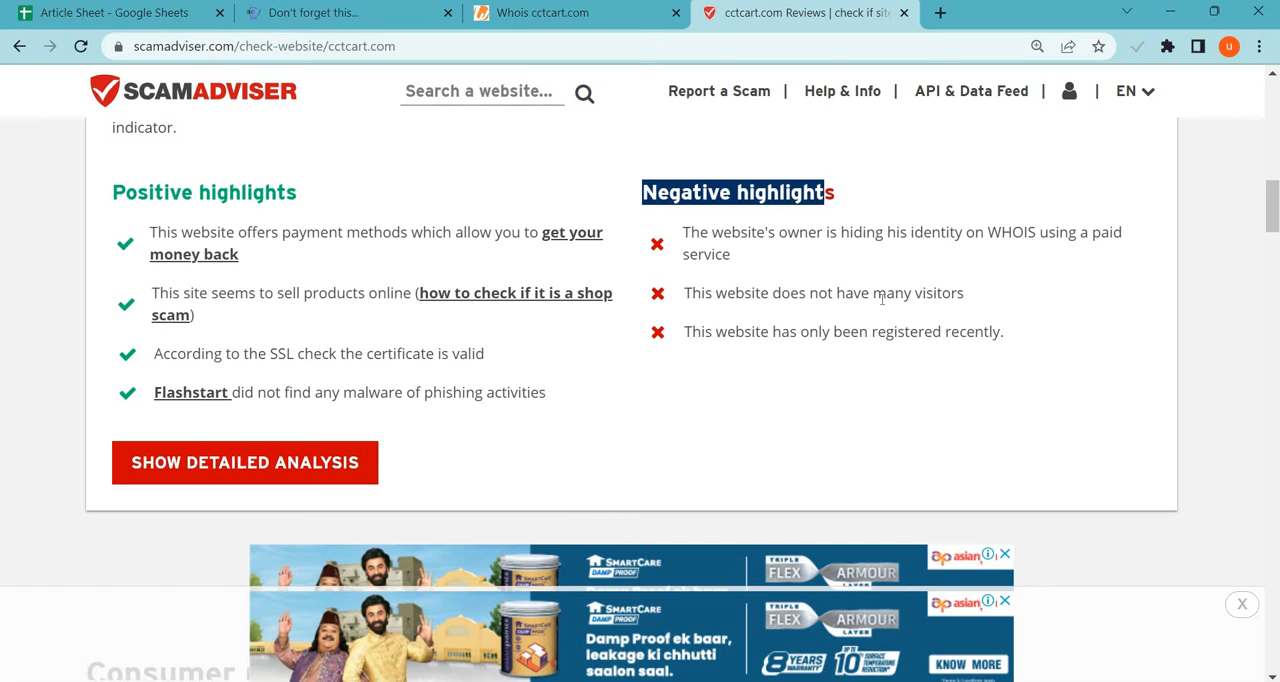 Article Sheet - Google Sheets
Don't forget this...
Whois cctcart.com
cctcart.com Reviews | check if site
scamadviser.com/check-website/cctcart.com
u
SCAMADVISER
Search a website...
Report a Scam | Help & Info | API & Data Feed | | EN
indicator.
Positive highlights
This website offers payment methods which allow you to get your
money back
This site seems to sell products online (how to check if it is a shop
scam)
According to the SSL check the certificate is valid
Flashstart did not find any malware of phishing activities
Negative highlights
The website's owner is hiding his identity on WHOIS using a paid
service
This website does not have many visitors
This website has only been registered recently.
SHOW DETAILED ANALYSIS
SMARTCARE
DAMP PROOF
TRIPLE
FLEX ARMOUR
LAYER
ap asian
SMARTCARE
DAMP PROOF
Damp Proof ek baar,
leakage ki chhutti
saalon saal.
TRIPLE
FLEX ARMOUR
LAYER
8 YEARS
WARRANTY
10°
SURFACE
TEMPERATURE
REDUCTION
ap asian
KNOW MORE
X
Consumer